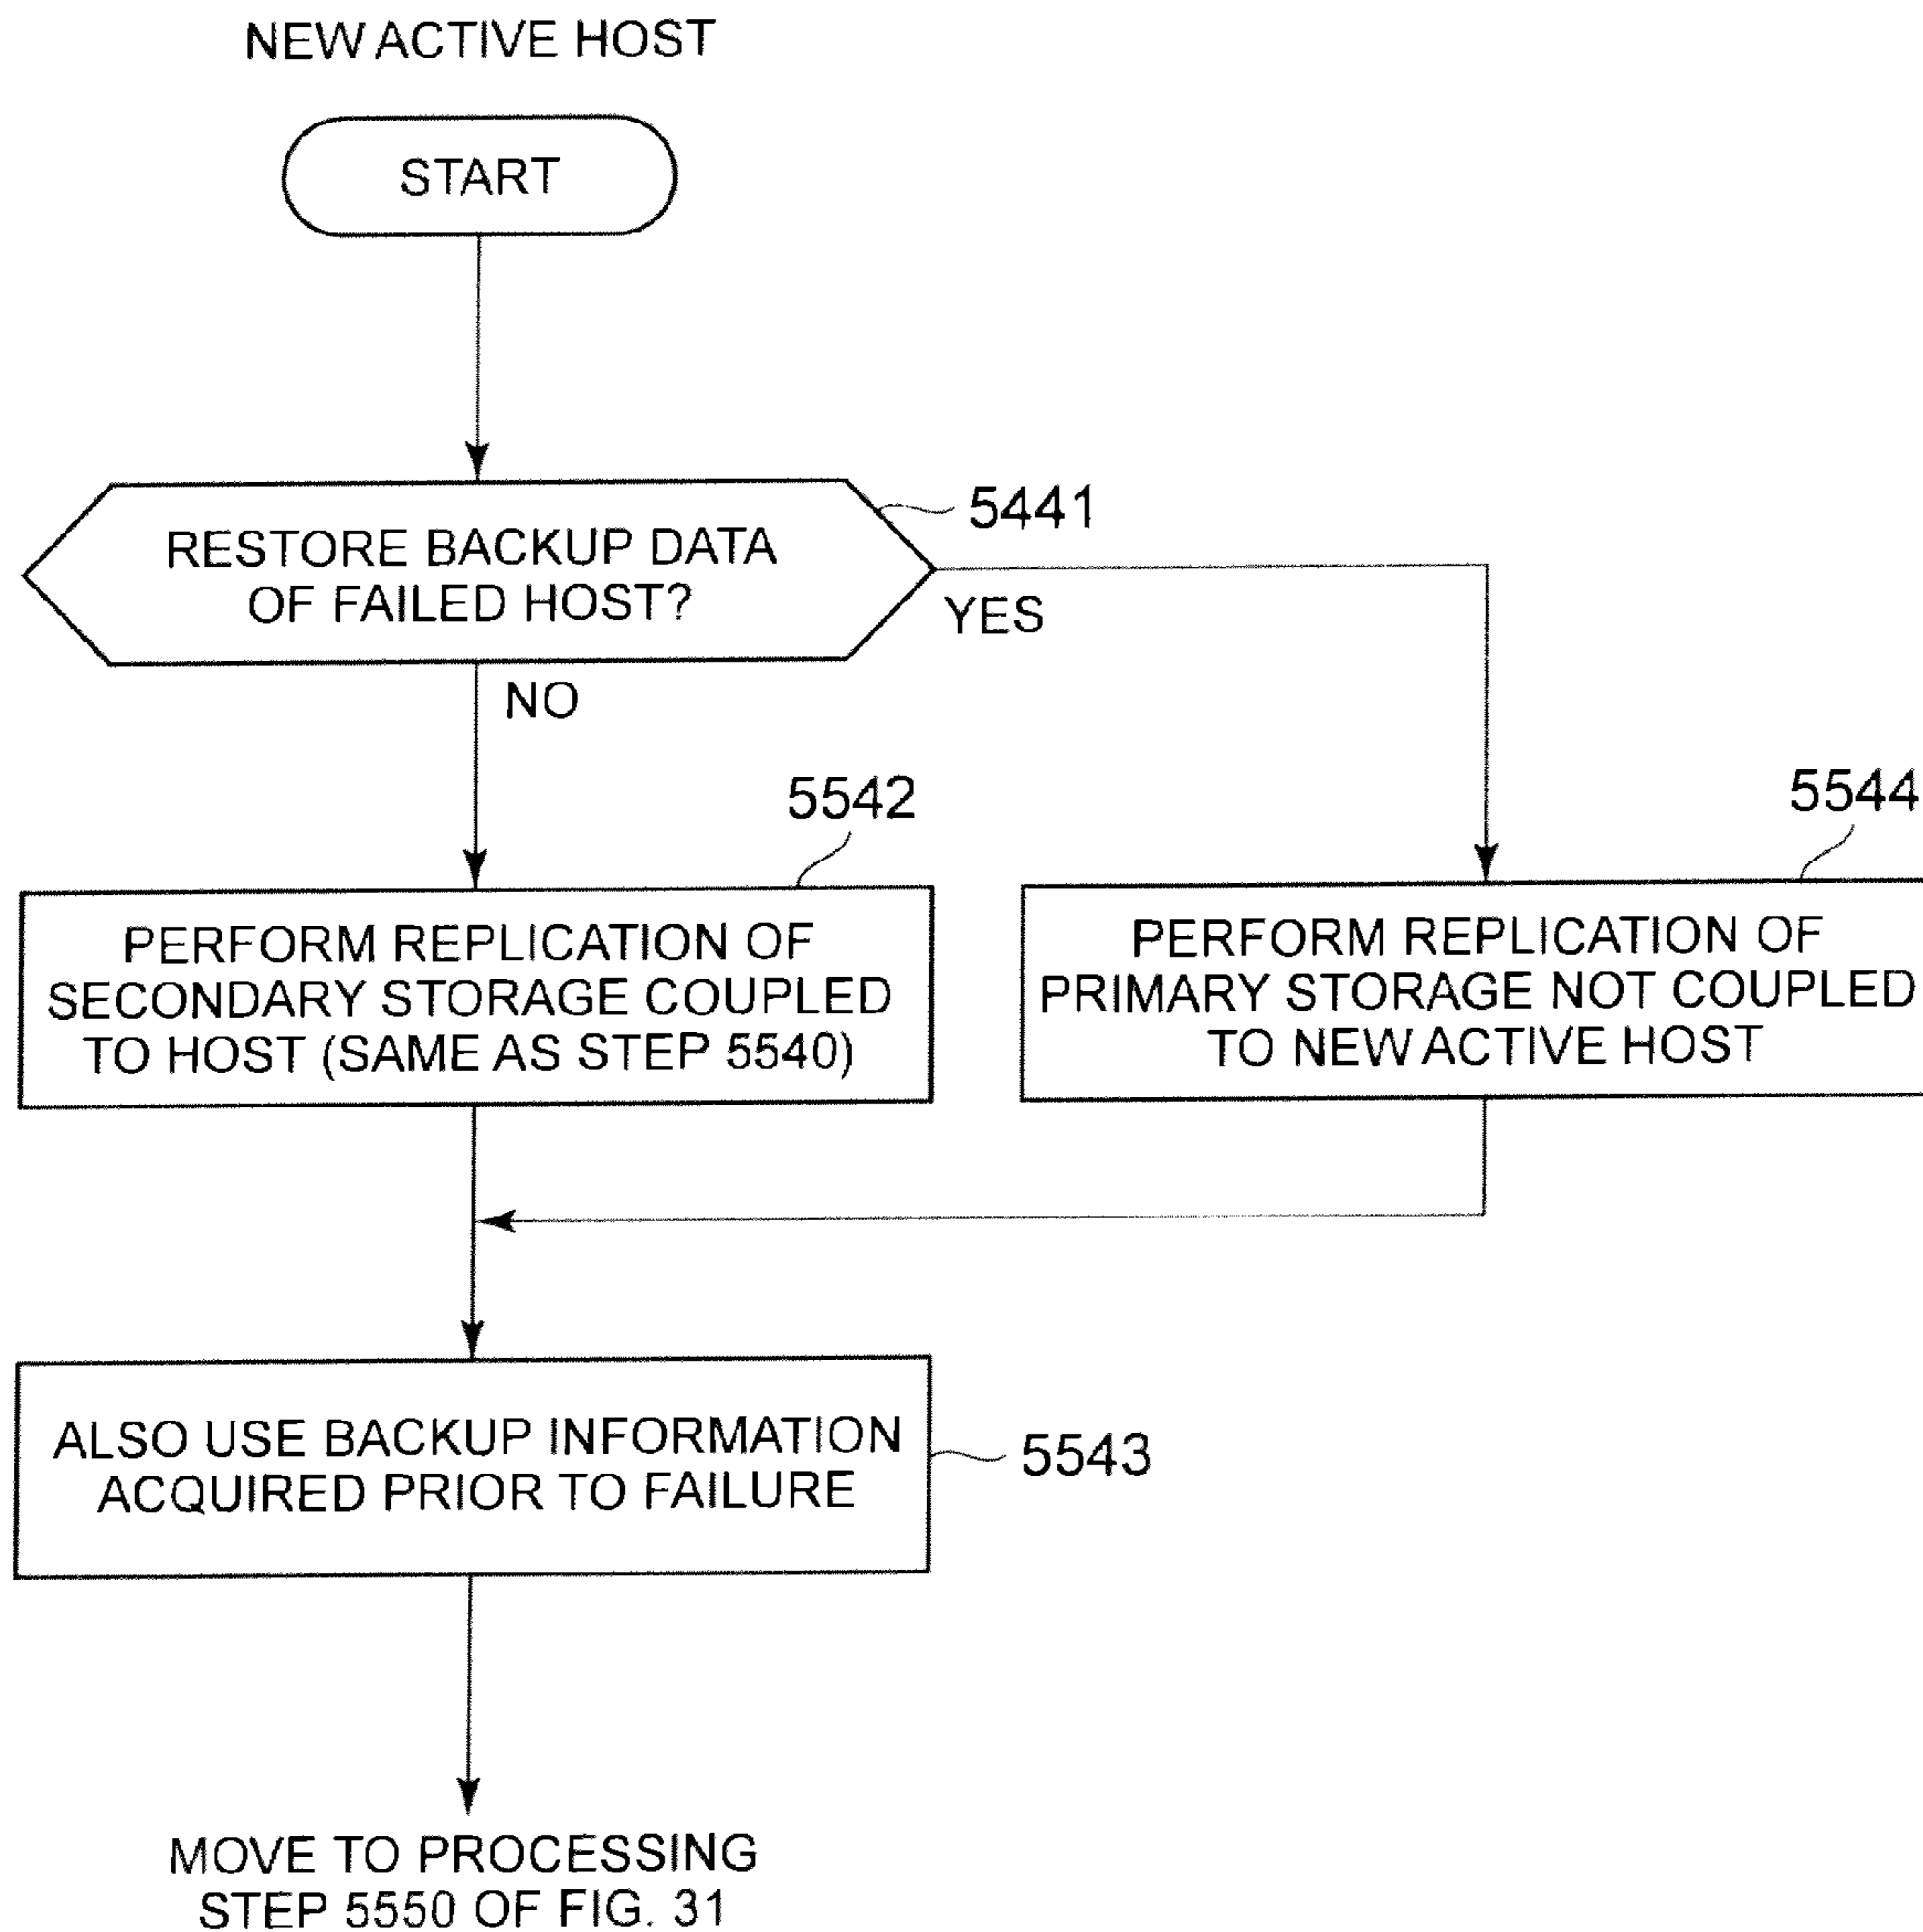 NEW ACTIVE HOST
START
RESTORE BACKUP DATA
OF FAILED HOST?
5441
YES
NO
5542
PERFORM REPLICATION OF
SECONDARY STORAGE COUPLED
TO HOST (SAME AS STEP 5540)
5544
PERFORM REPLICATION OF
PRIMARY STORAGE NOT COUPLED
TO NEW ACTIVE HOST
ALSO USE BACKUP INFORMATION
ACQUIRED PRIOR TO FAILURE
5543
MOVE TO PROCESSING
STEP 5550 OF FIG. 31